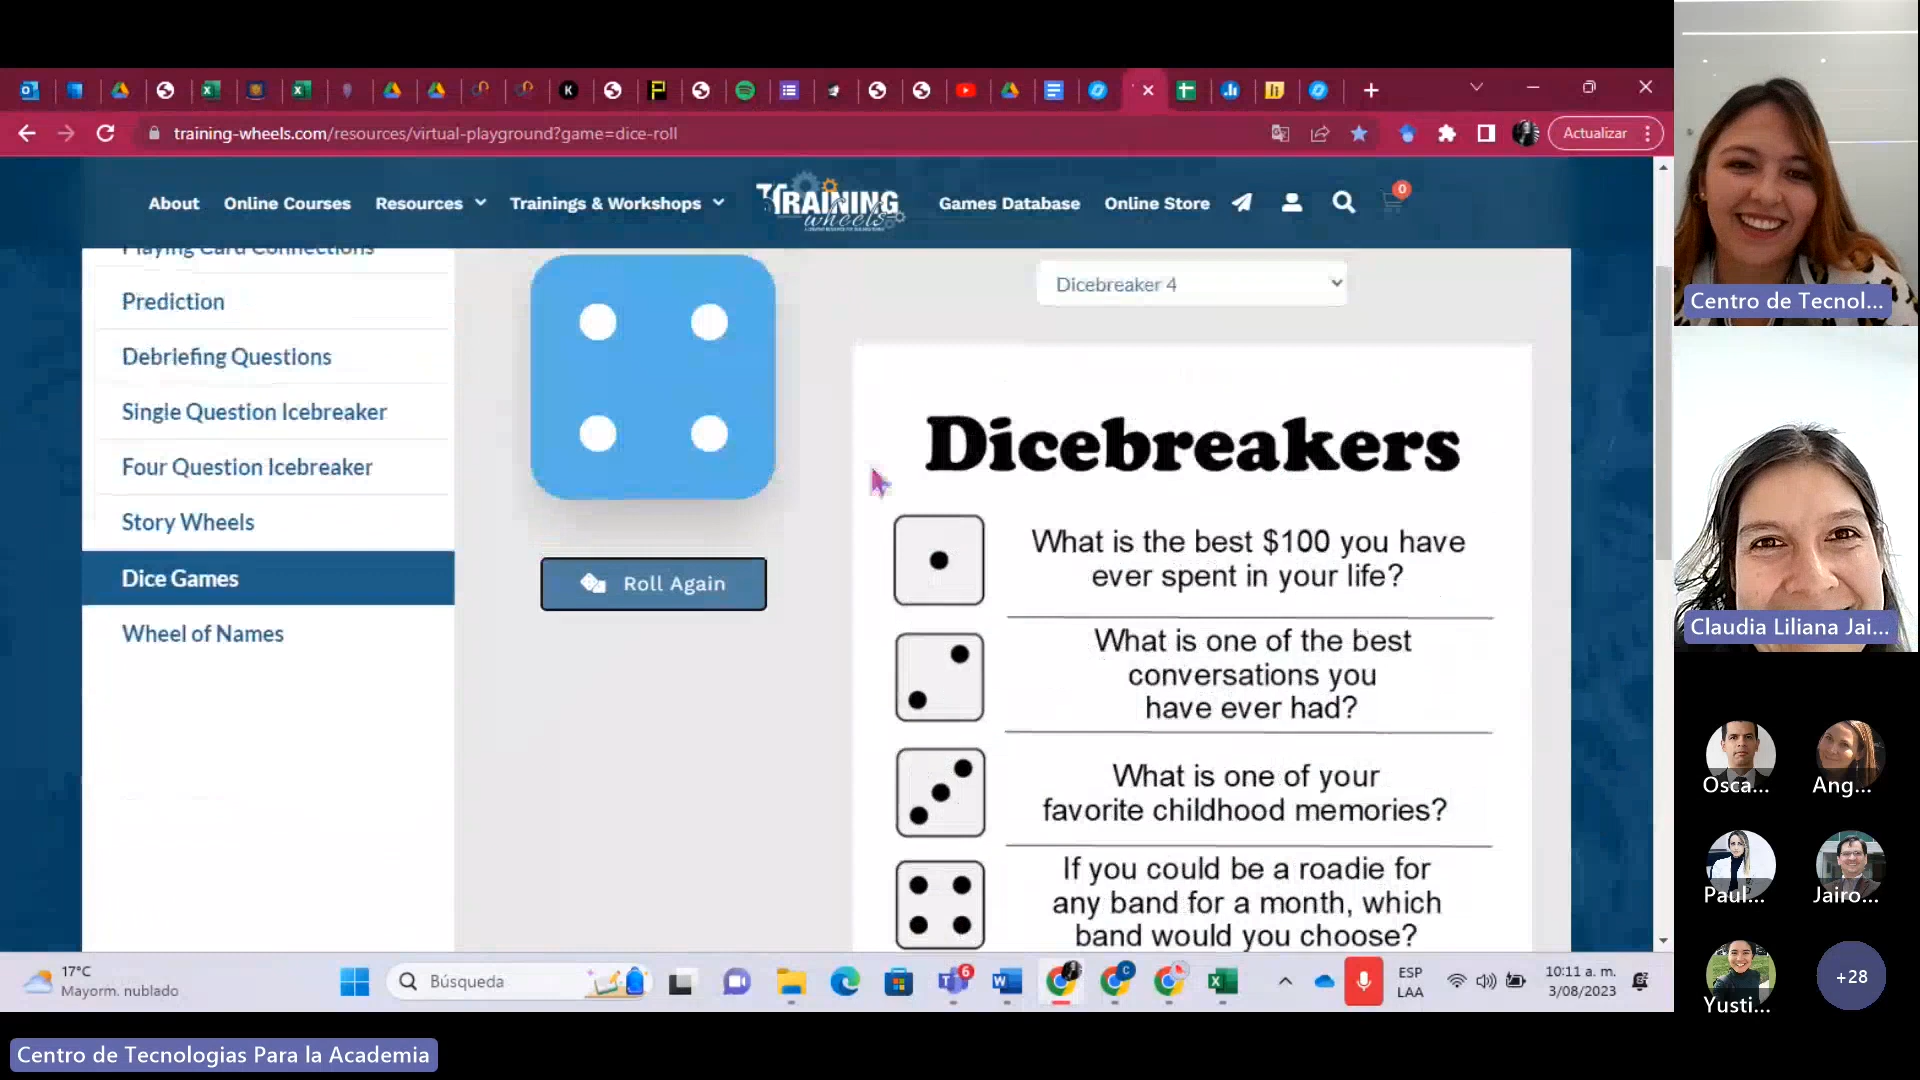 training-wheels.com/resources/virtual-playground?game=dice-roll
Actualizar
About
Online Courses
Resources
Trainings & Workshops
TRAINING
wheels
Games Database
Online Store
0
Playing Card Connections
Prediction
Debriefing Questions
Single Question Icebreaker
Four Question Icebreaker
Story Wheels
Dice Games
Wheel of Names
Roll Again
Dicebreaker 4
Dicebreakers
What is the best $100 you have
ever spent in your life?
What is one of the best
conversations you
have ever had?
What is one of your
favorite childhood memories?
If you could be a roadie for
any band for a month, which
band would you choose?
Centro de Tecnol...
Claudia Liliana Jai...
Osca...
Ang...
Paul...
Jairo...
Yusti...
+28
17°C
Mayorm. nublado
Búsqueda
6
ESP
LAA
10:11 a. m.
3/08/2023
Centro de Tecnologias Para la Academia